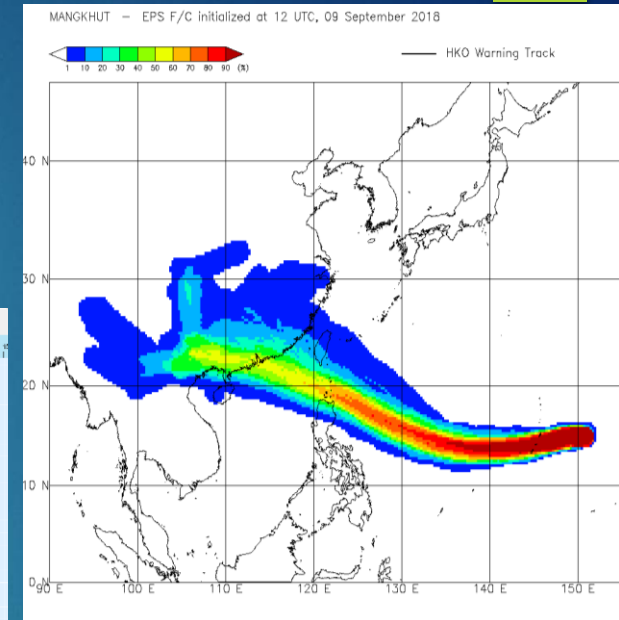 MANGKHUT — EPS F/C initialized at 12 UTC, 09 September 2018
1 10 20 30 40 50 60 70 80 90 (%)
HKO Warning Track
40 N
30 N
20 N
10 N
0 N
90 E 100 E 110 E 120 E 130 E 140 E 150 E